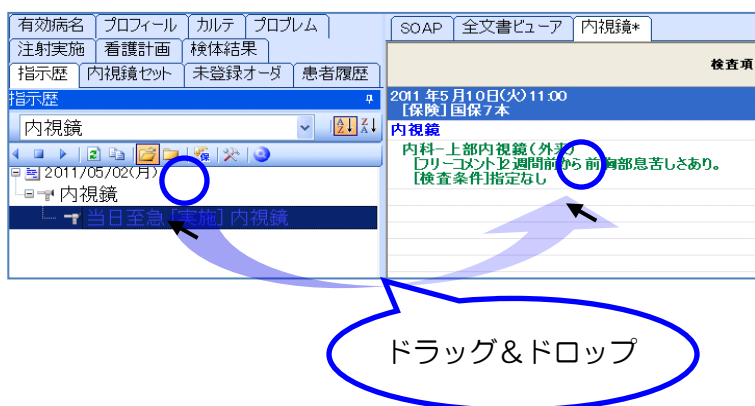 有効病名 プロフィール カルテ プロブレム
注射実施 看護計画 検体結果
指示歴 内視鏡セット 未登録オーダ 患者履歴
指示歴
内視鏡
2011/05/02(月)
内視鏡
当日至急 [実施] 内視鏡
SOAP 全文書ビューア 内視鏡*
検査項
2011年5月10日(火)11:00
[保険]国保7本
内視鏡
内科-上部内視鏡(外来)
[フリーコメント]2週間前から前胸部息苦しさあり。
[検査条件]指定なし
ドラッグ&ドロップ